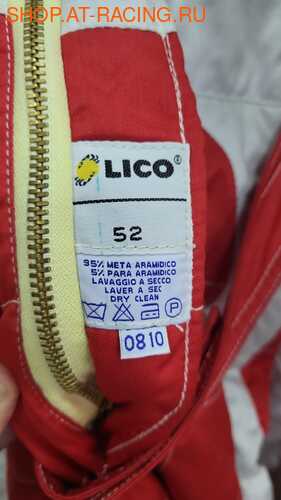 SHOP.AT-RACING.RU
LICO®
52
95% META ARAMIDICO
5% PARA ARAMIDICO
LAVAGGIO A SECCO
LAVER A SEC
DRY CLEAN
P
0810